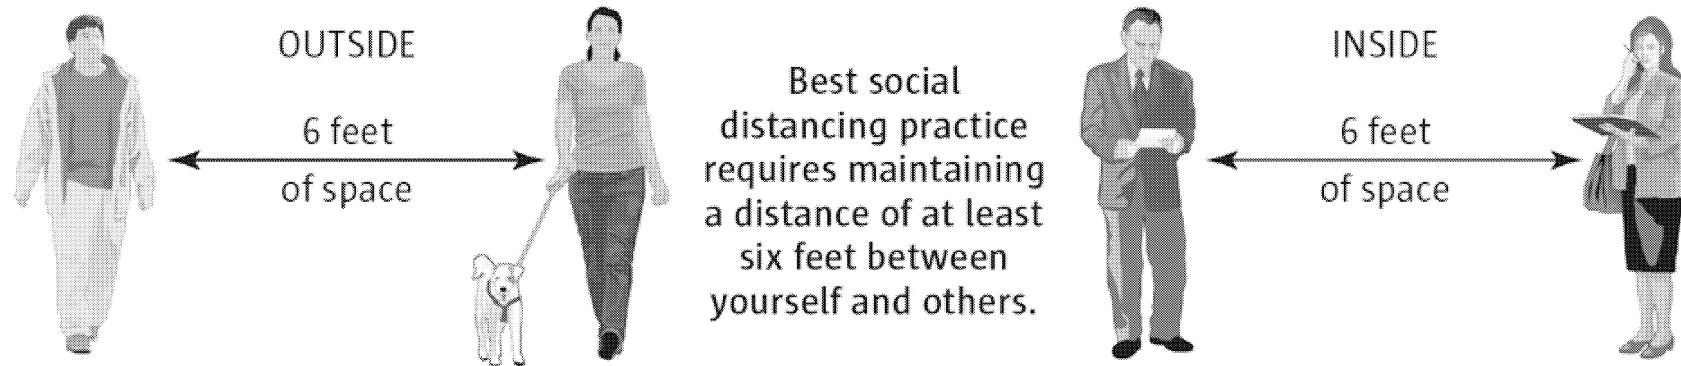 OUTSIDE
6 feet
of space
Best social
distancing practice
requires maintaining
a distance of at least
six feet between
yourself and others.
INSIDE
6 feet
of space